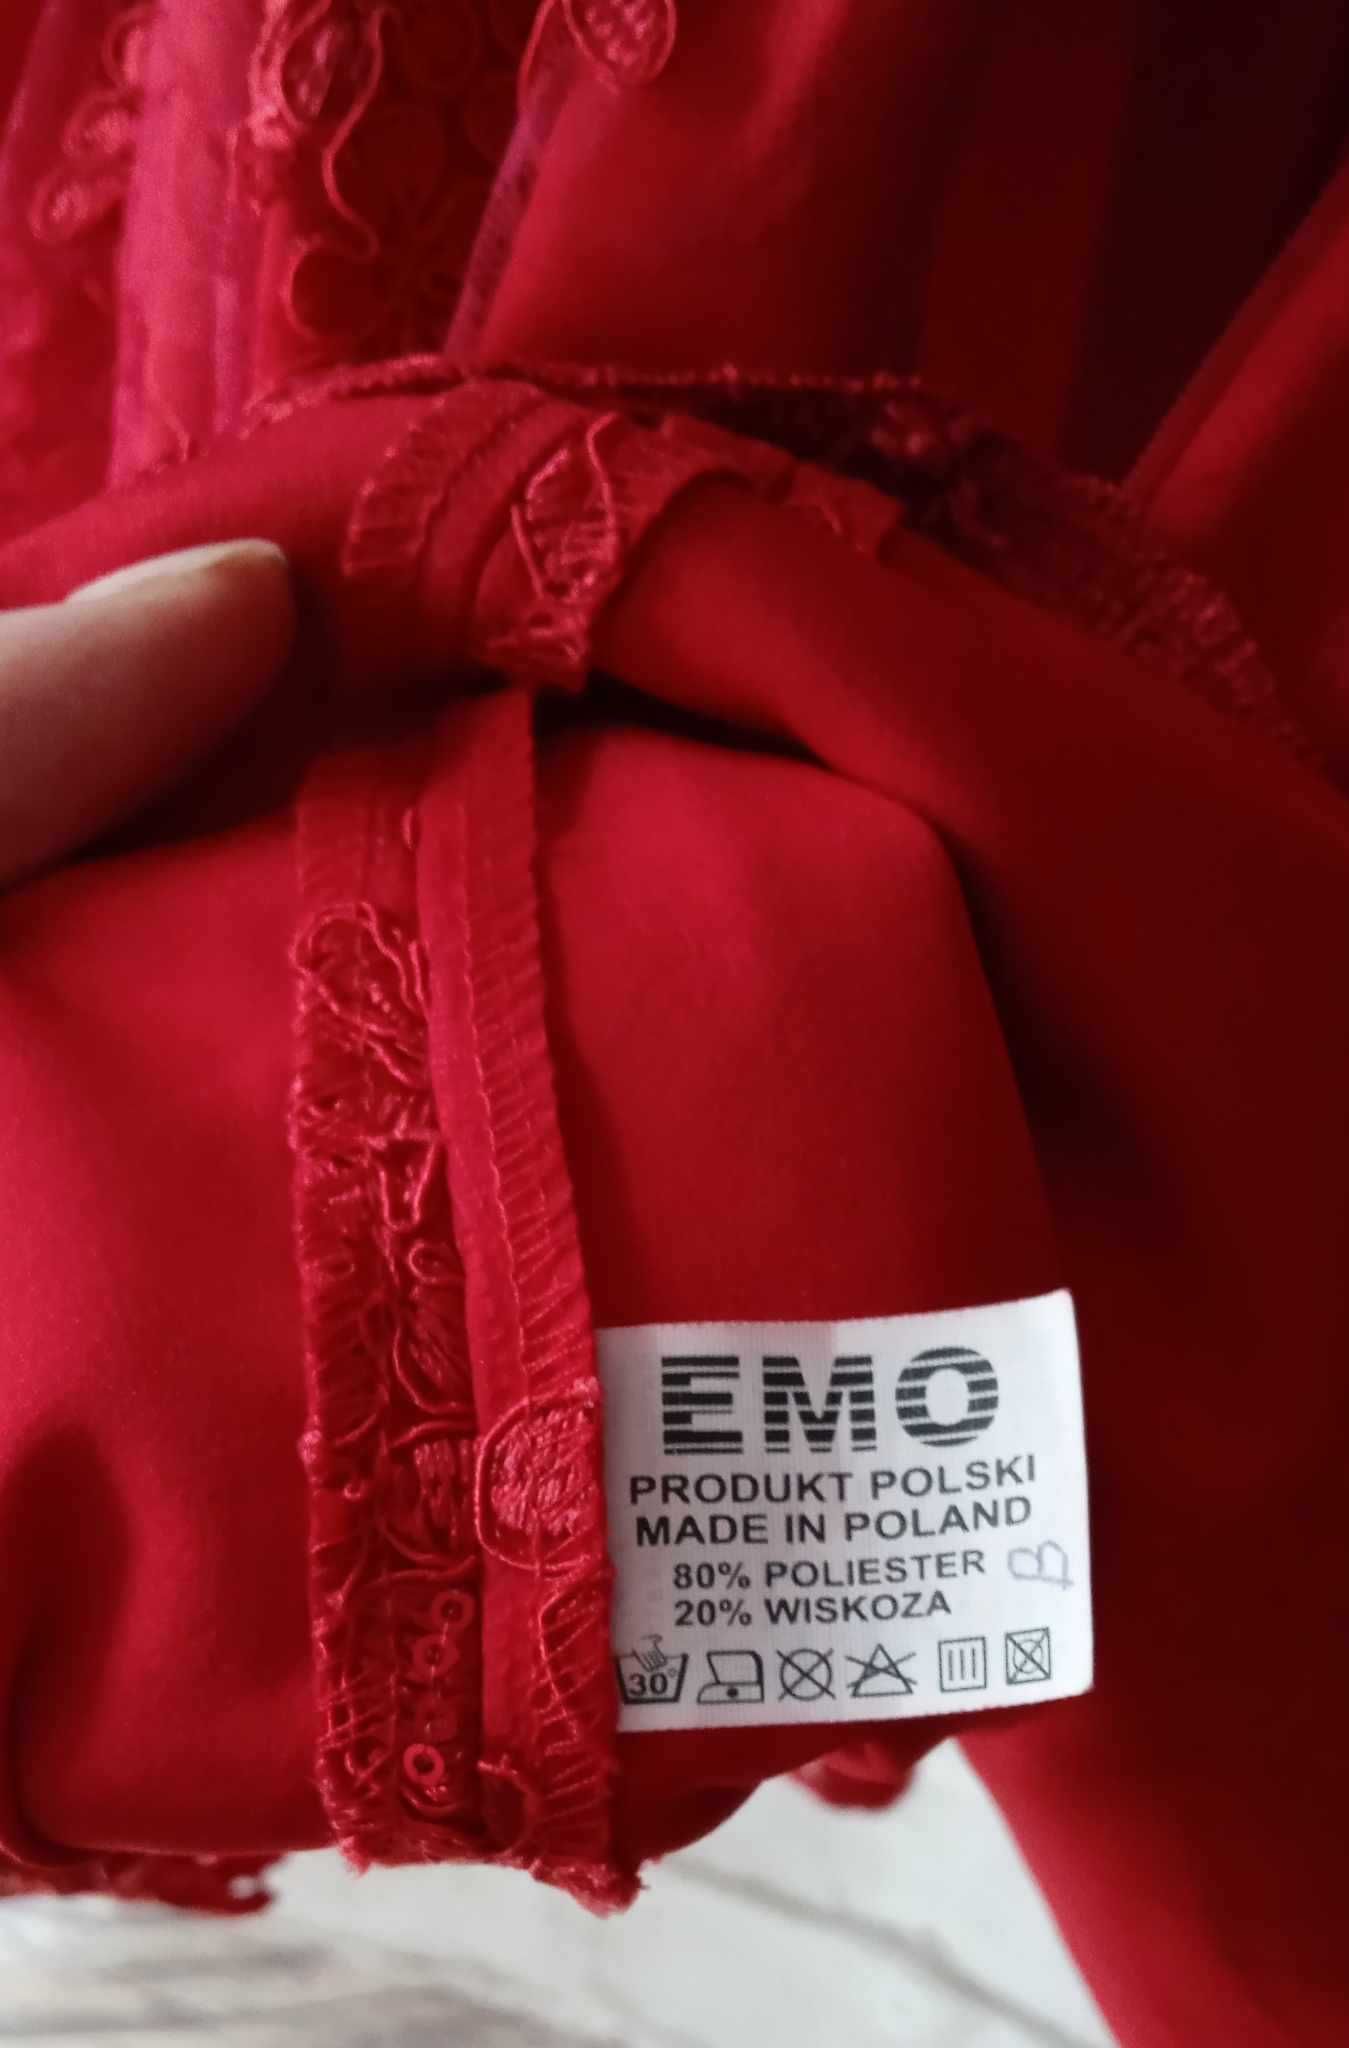 EMO
PRODUKT POLSKI
MADE IN POLAND
80% POLIESTER
20% WISKOZA
B
30°